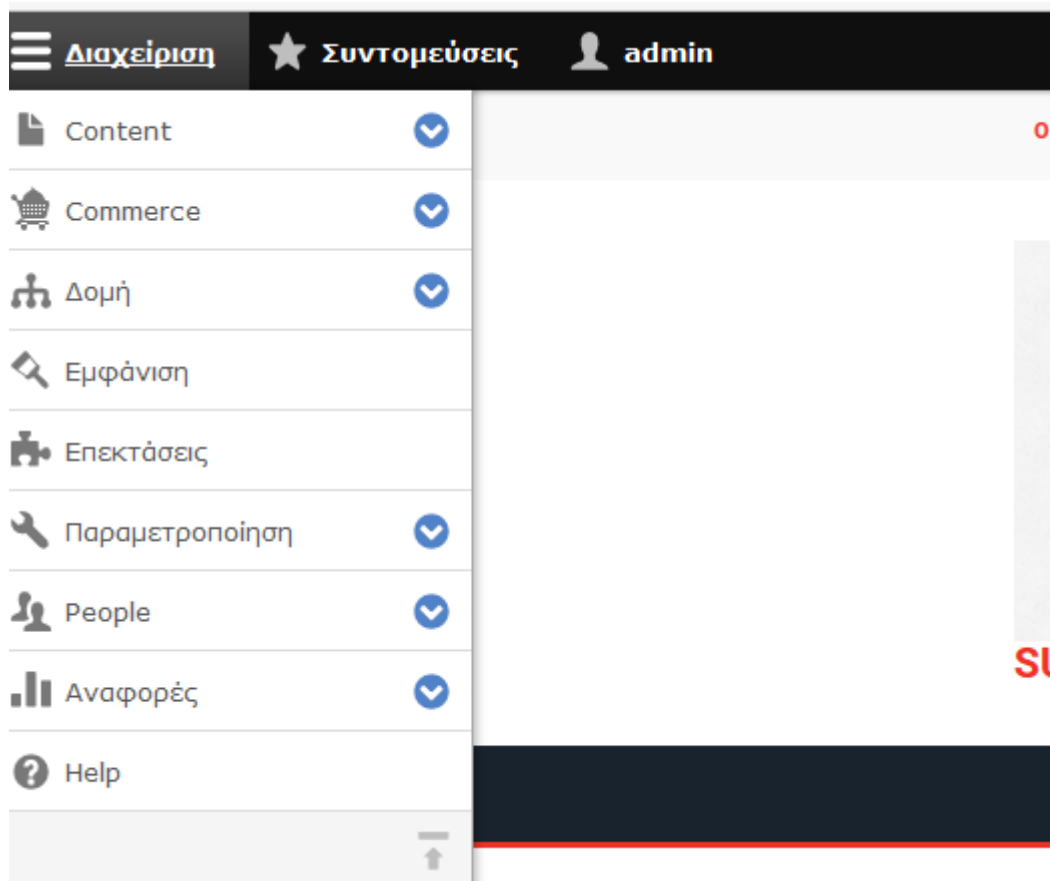 Διαχείριση Συντομεύσεις admin
Content
Commerce
Δομή
Εμφάνιση
Επεκτάσεις
Παραμετροποίηση
People
Αναφορές
Help